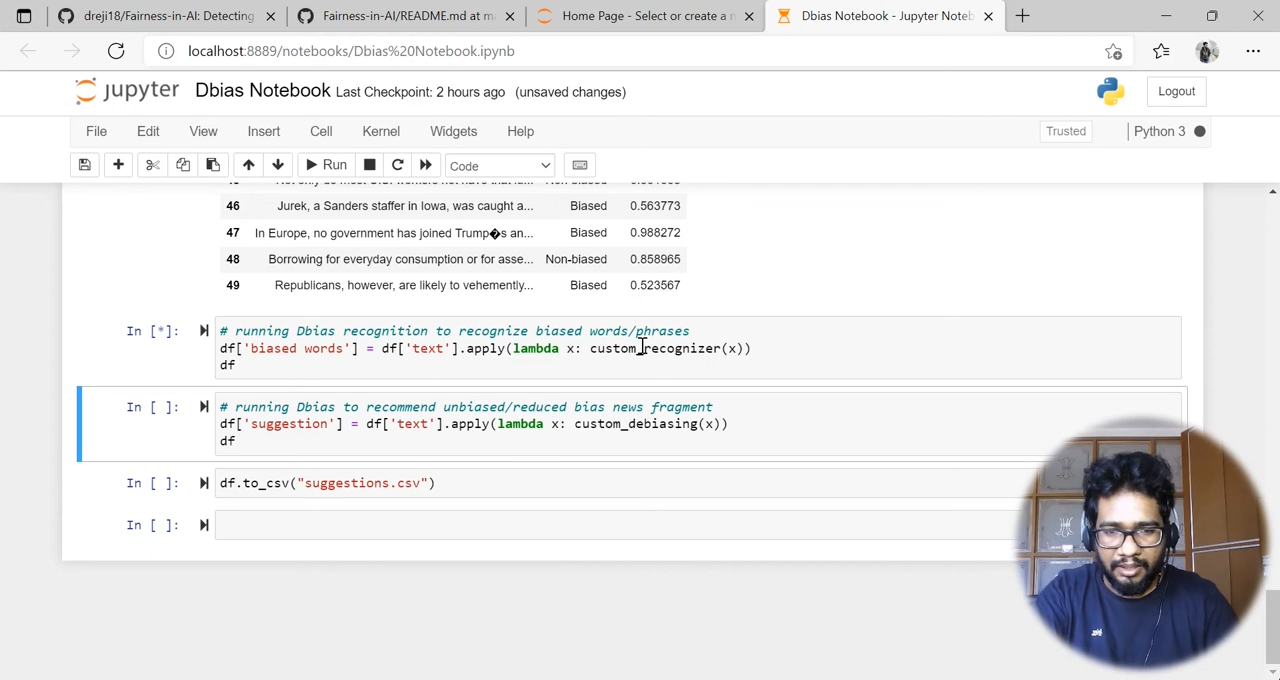 dreji18/Fairness-in-AI: Detecting
Fairness-in-AI/README.md at ma
Home Page - Select or create a n
Dbias Notebook - Jupyter Noteb
localhost:8889/notebooks/Dbias%20Notebook.ipynb
jupyter Dbias Notebook Last Checkpoint: 2 hours ago (unsaved changes) Logout
File Edit View Insert Cell Kernel Widgets Help Trusted Python 3
Run Code
46 Jurek, a Sanders staffer in Iowa, was caught a... Biased 0.563773
47 In Europe, no government has joined Trump�s an... Biased 0.988272
48 Borrowing for everyday consumption or for asse... Non-biased 0.858965
49 Republicans, however, are likely to vehemently... Biased 0.523567
In [*]: # running Dbias recognition to recognize biased words/phrases
df['biased words'] = df['text'].apply(lambda x: custom_recognizer(x))
df
In [ ]: # running Dbias to recommend unbiased/reduced bias news fragment
df['suggestion'] = df['text'].apply(lambda x: custom_debiasing(x))
df
In [ ]: df.to_csv("suggestions.csv")
In [ ]: